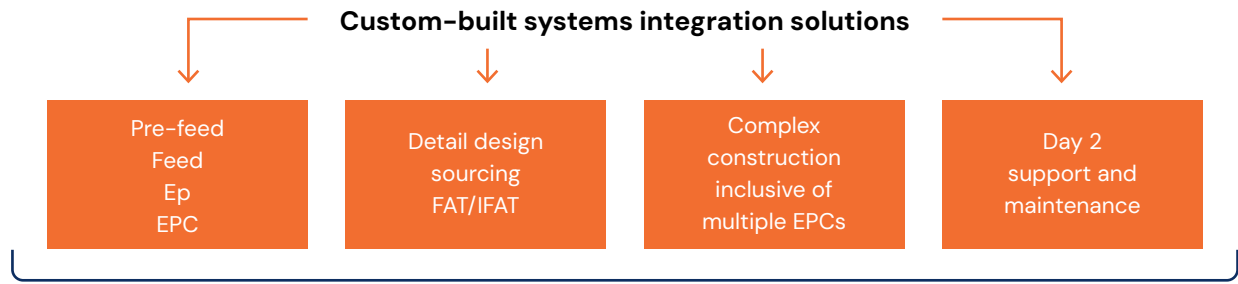 Custom-built systems integration solutions
Pre-feed
Feed
Ep
EPC
Detail design
sourcing
FAT/IFAT
Complex
construction
inclusive of
multiple EPCs
Day 2
support and
maintenance